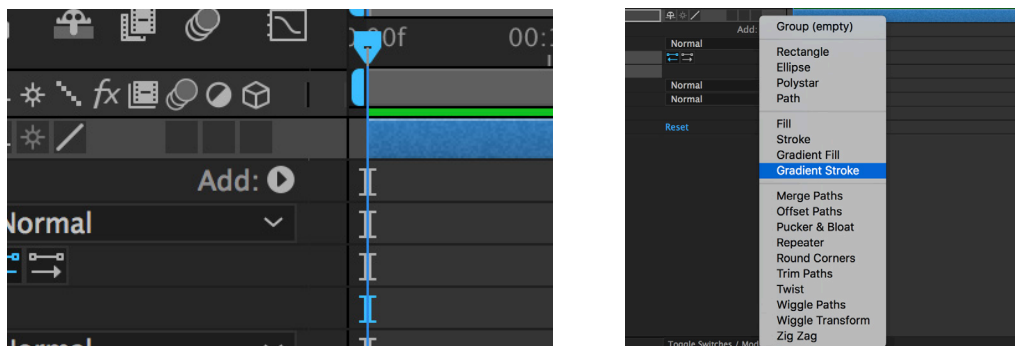 00f
00:
fx
Add:
Normal
Normal
Add:
Normal
Normal
Normal
Reset
Toggle Switches / Mod
Group (empty)
Rectangle
Ellipse
Polystar
Path
Fill
Stroke
Gradient Fill
Gradient Stroke
Merge Paths
Offset Paths
Pucker & Bloat
Repeater
Round Corners
Trim Paths
Twist
Wiggle Paths
Wiggle Transform
Zig Zag